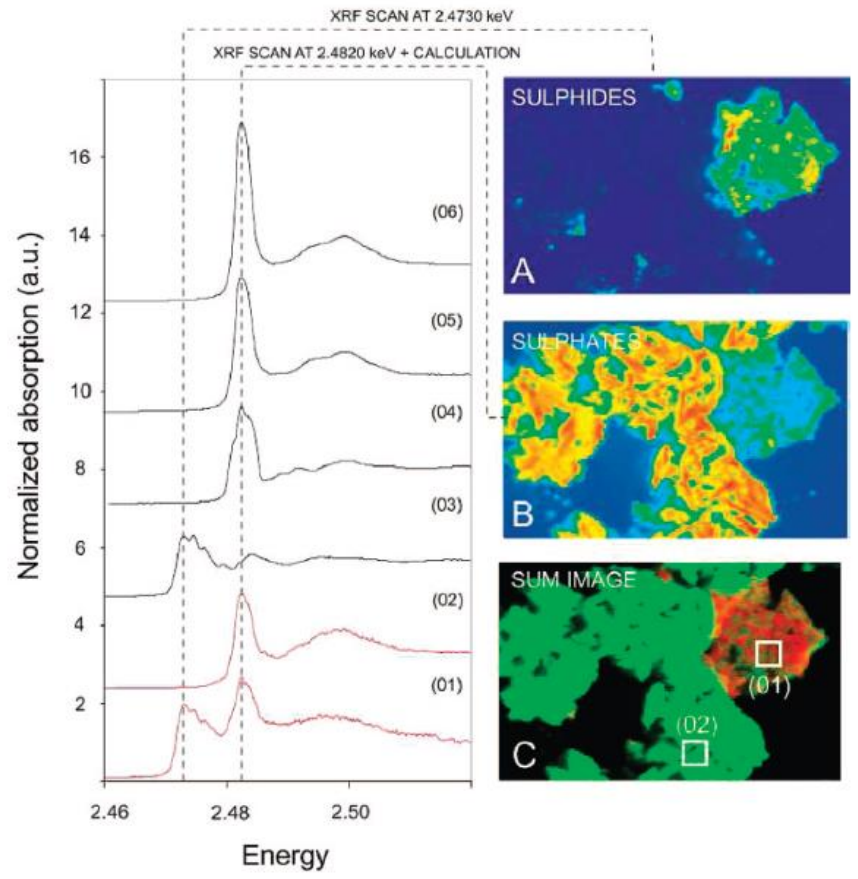 XRF SCAN AT 2.4730 keV
XRF SCAN AT 2.4820 keV + CALCULATION
Normalized absorption (a.u.)
16
14
12
10
8
6
4
2
(06)
(05)
(04)
(03)
(02)
(01)
2.46
2.48
2.50
Energy
SULPHIDES
A
SULPHATES
B
SUM IMAGE
(01)
(02)
C